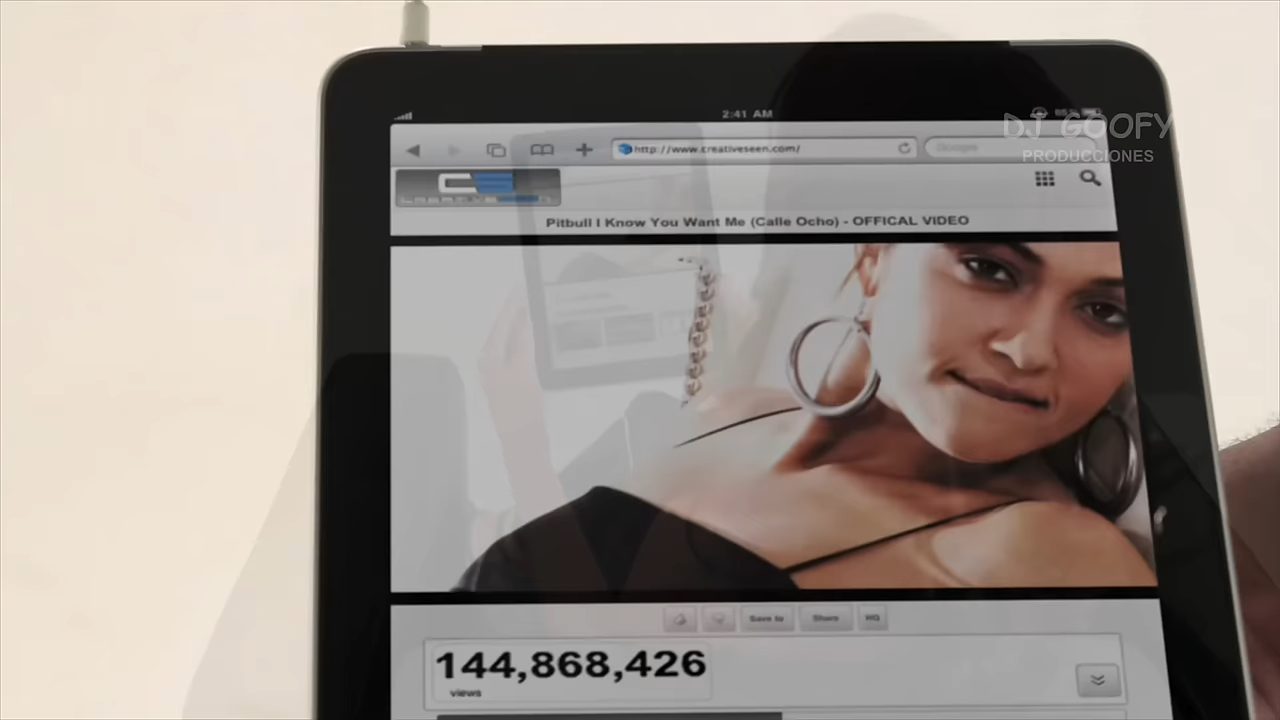 2:41 AM
DJ GOOFY
PRODUCCIONES
http://www.creativeseen.com/
Google
Pitbull I Know You Want Me (Calle Ocho) - OFFICAL VIDEO
Save to
Share
HQ
144,868,426
views